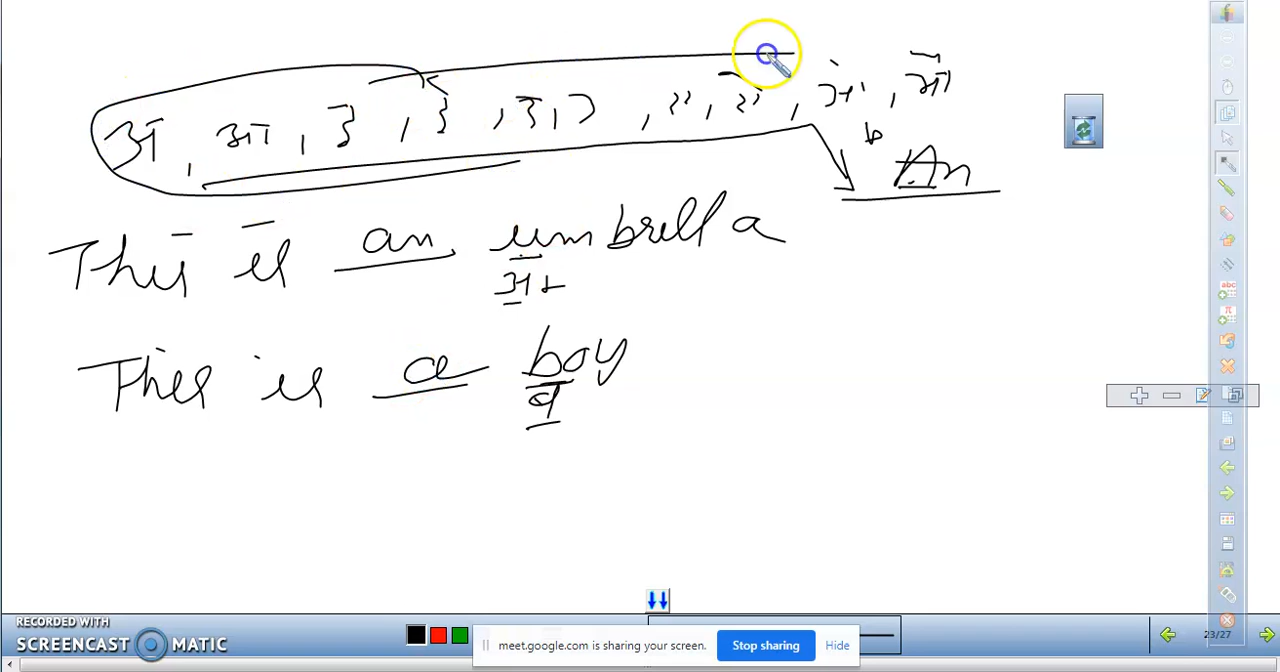 अ, आ, इ, ई, उ, ऊ, ए, ऐ, ओ, औ
An
This is an umbrella
अ
This is a boy
ब
abc
π
23/27
RECORDED WITH
SCREENCAST MATIC
meet.google.com is sharing your screen. Stop sharing Hide